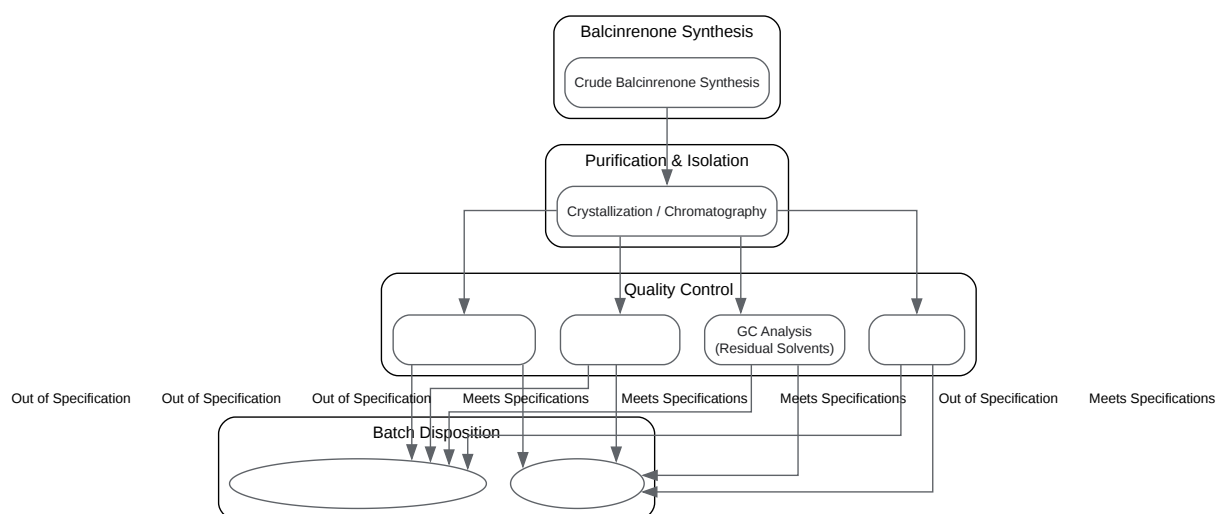 Balcinrenone Synthesis
Crude Balcinrenone Synthesis
Purification & Isolation
Crystallization / Chromatography
Quality Control
GC Analysis
(Residual Solvents)
Out of Specification
Out of Specification
Out of Specification
Meets Specifications
Meets Specifications
Meets Specifications
Out of Specification
Meets Specifications
Batch Disposition